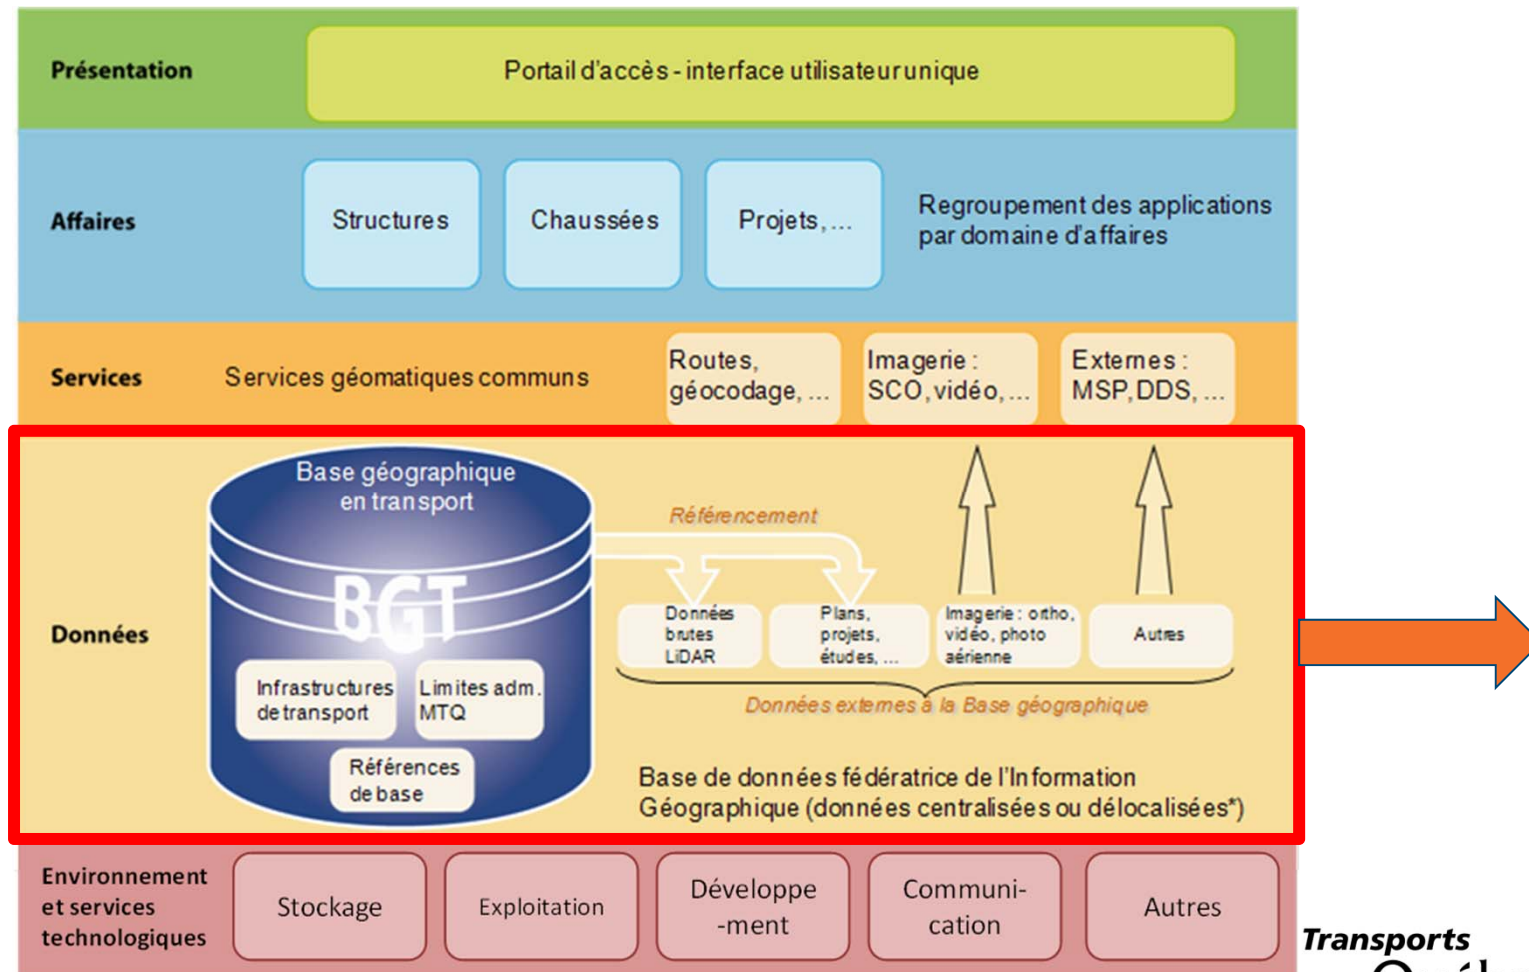 Présentation
Portail d'accès - interface utilisateur unique
Affaires
Structures
Chaussées
Projets, ...
Regroupement des applications
par domaine d'affaires
Services
Services géomatiques communs
Routes,
géocodage, ...
Imagerie :
SCO, vidéo, ...
Externes :
MSP, DDS, ...
Données
Base géographique
en transport
BGT
Infrastructures
de transport
Limites adm.
MTQ
Références
de base
Référencement
Données
brutes
LiDAR
Plans,
projets,
études, ...
Imagerie : ortho,
vidéo, photo
aérienne
Autres
Données externes à la Base géographique
Base de données fédératrice de l'Information
Géographique (données centralisées ou délocalisées*)
Environnement
et services
technologiques
Stockage
Exploitation
Développe
-ment
Communi-
cation
Autres
Transports